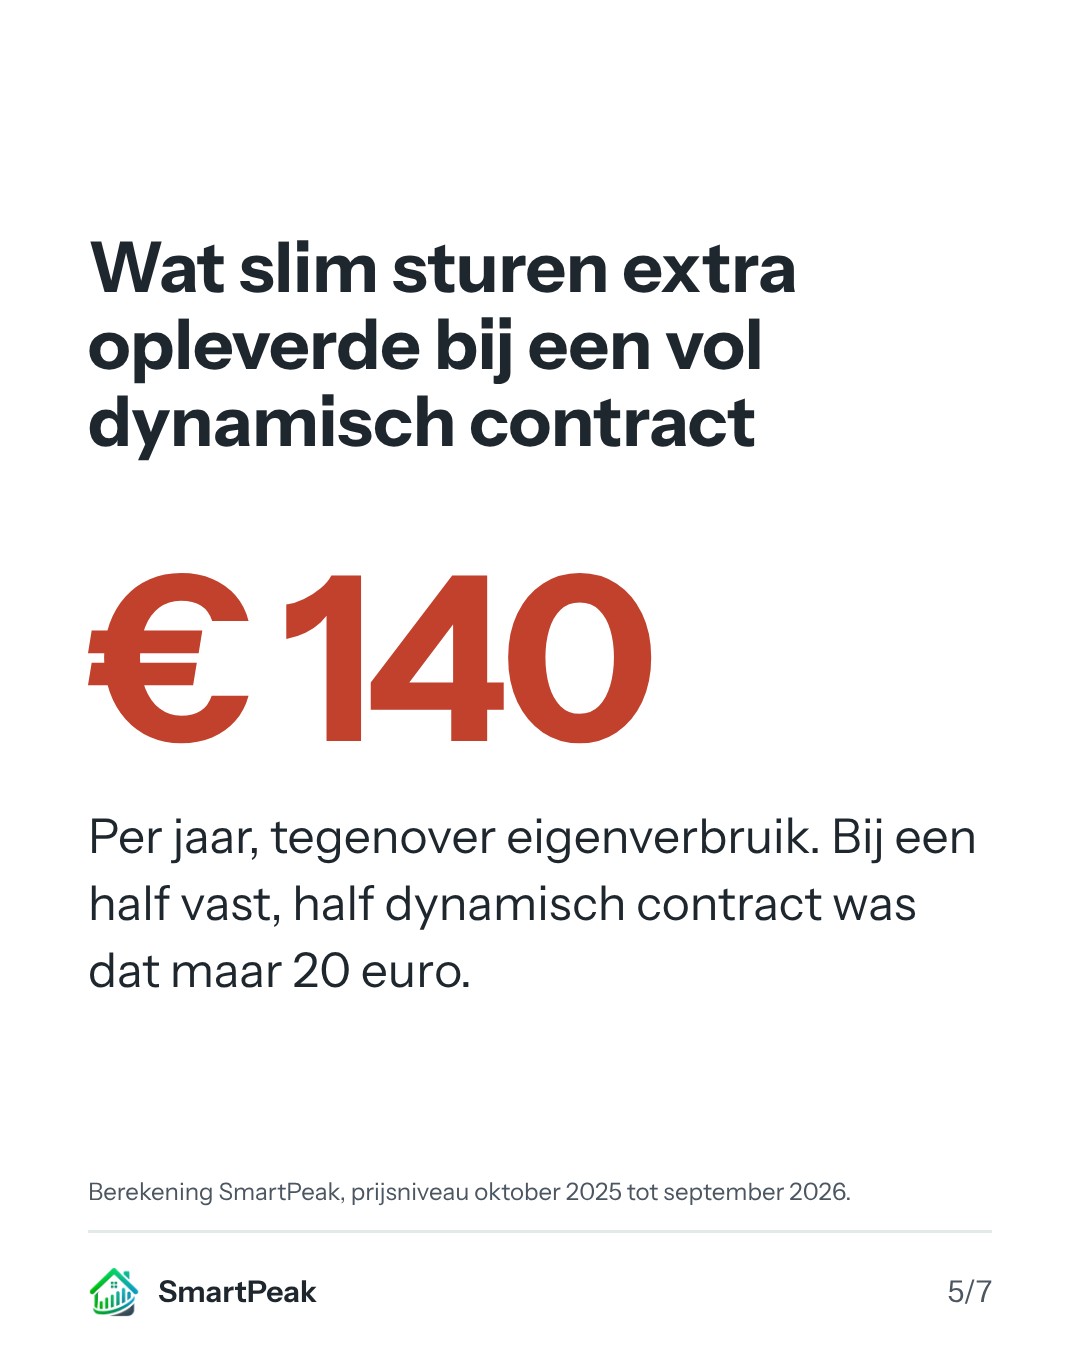 Wat slim sturen extra
opleverde bij een vol
dynamisch contract
€ 140
Per jaar, tegenover eigenverbruik. Bij een
half vast, half dynamisch contract was
dat maar 20 euro.
Berekening SmartPeak, prijsniveau oktober 2025 tot september 2026.
SmartPeak
5/7